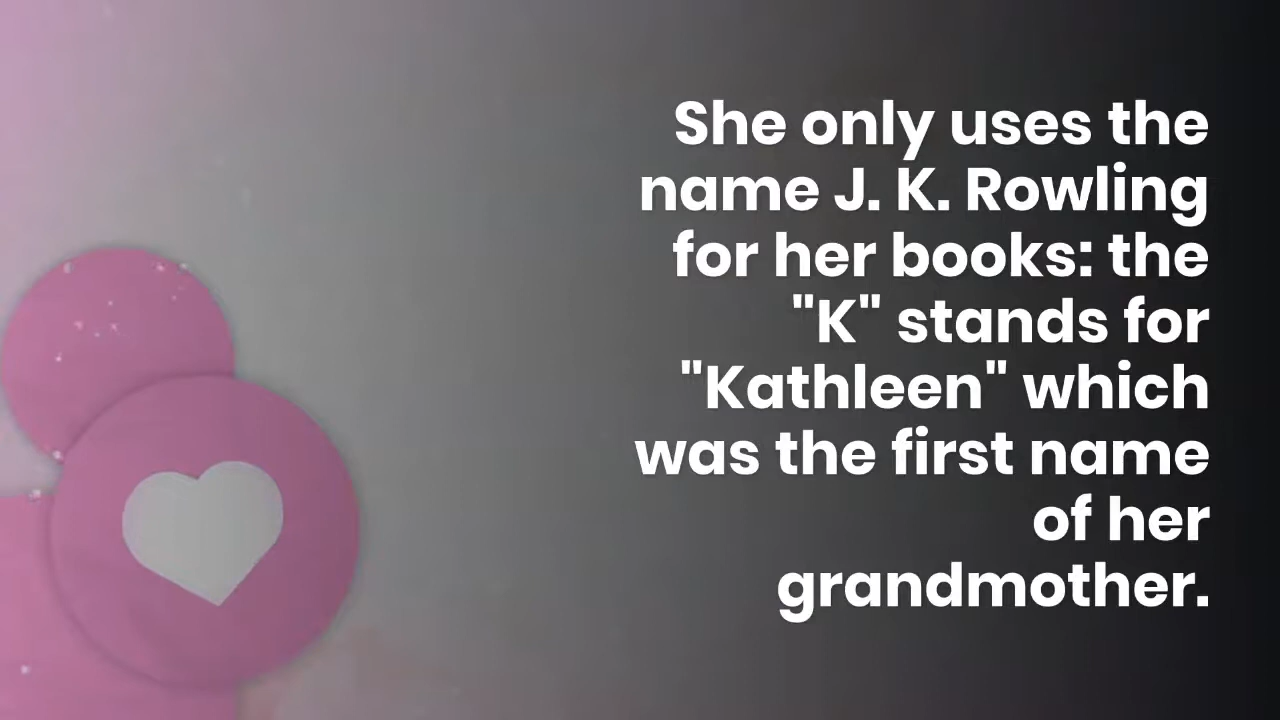 She only uses the
name J. K. Rowling
for her books: the
"K" stands for
"Kathleen" which
was the first name
of her
grandmother.